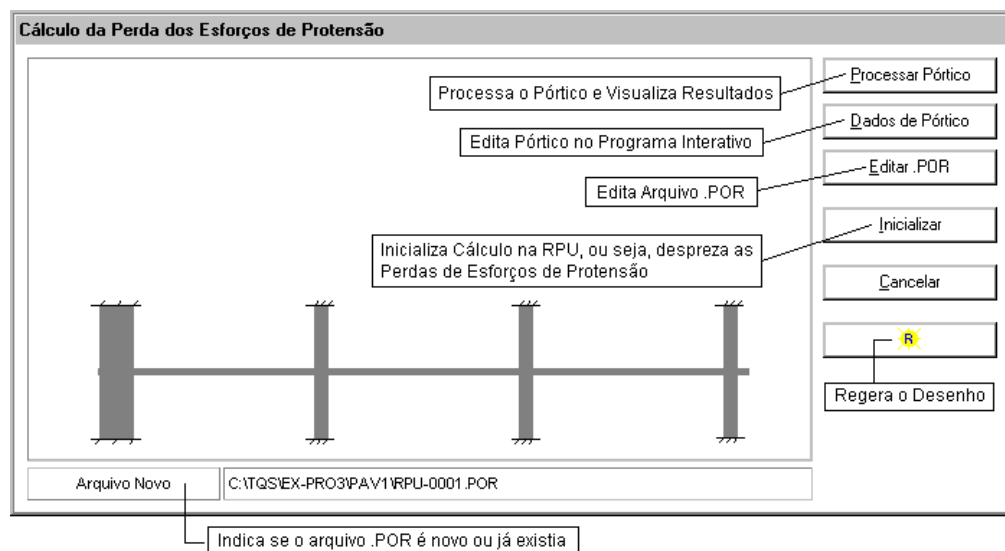 Cálculo da Perda dos Esforços de Protensão
Processa o Pórtico e Visualiza Resultados
Processar Pórtico
Edita Pórtico no Programa Interativo
Dados de Pórtico
Edita Arquivo .POR
Editar .POR
Inicializa Cálculo na RPU, ou seja, despreza as
Perdas de Esforços de Protensão
Inicializar
Cancelar
R
Regera o Desenho
Arquivo Novo
C:\TQS\EX-PRO3\PAV1\RPU-0001.POR
Indica se o arquivo .POR é novo ou já existia